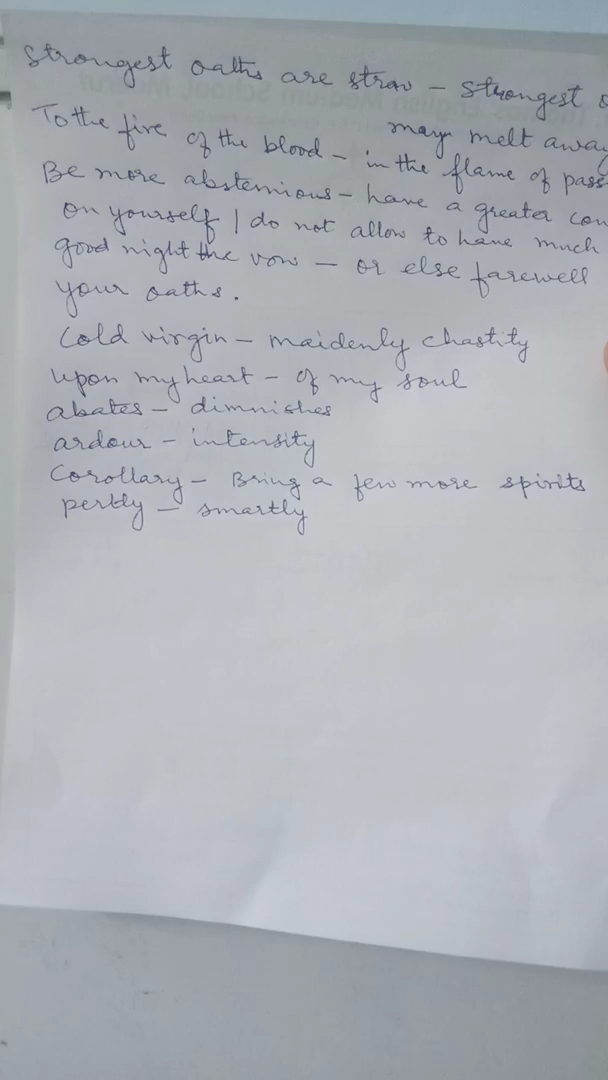 Strongest oaths are straw - strongest
may melt away
To the fire of the blood - in the flame of pass
Be more abstemious - have a greater con
on yourself / do not allow to have much
good night the vow - or else farewell
your oaths.
Cold virgin - maidenly chastity
upon my heart - of my soul
abates - diminishes
ardour - intensity
Corollary - Bring a few more spirits
pertly - smartly